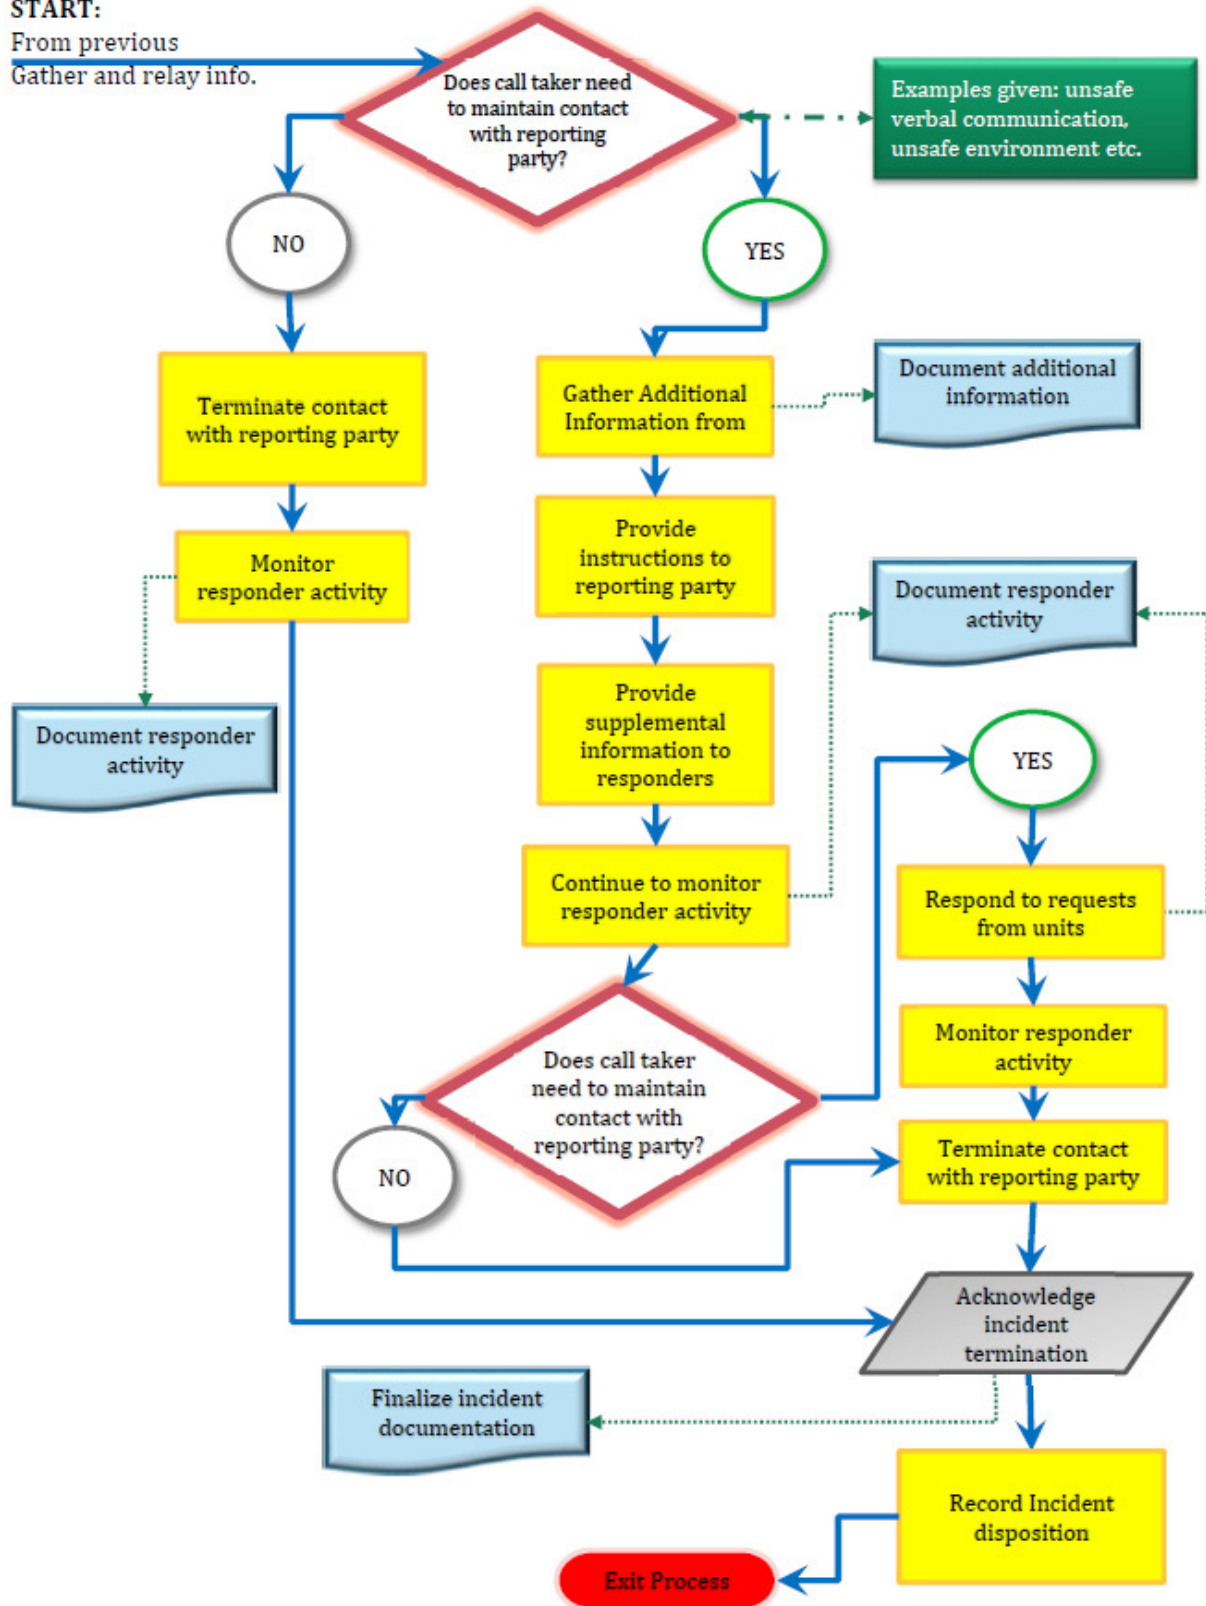 START:
From previous
Gather and relay info.
Does call taker need
to maintain contact
with reporting
party?
Examples given: unsafe
verbal communication,
unsafe environment etc.
NO
YES
Terminate contact
with reporting party
Gather Additional
Information from
Document additional
information
Monitor
responder activity
Provide
instructions to
reporting party
Document responder
activity
Document responder
activity
Provide
supplemental
information to
responders
YES
Continue to monitor
responder activity
Respond to requests
from units
Does call taker
need to maintain
contact with
reporting party?
Monitor responder
activity
NO
Terminate contact
with reporting party
Acknowledge
incident
termination
Finalize incident
documentation
Record Incident
disposition
Exit Process